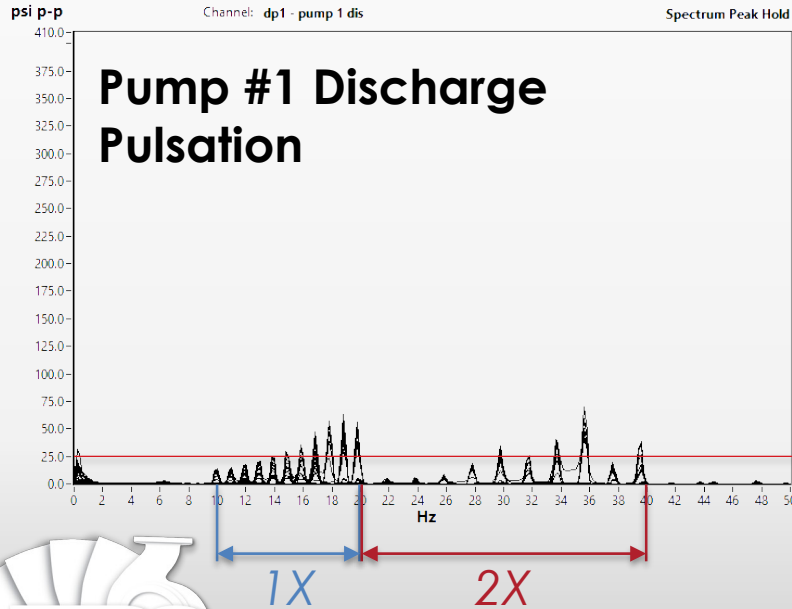 psi p-p
Channel: dp1 - pump 1 dis
Spectrum Peak Hold
410.0
375.0
350.0
325.0
300.0
275.0
250.0
225.0
200.0
175.0
150.0
125.0
100.0
75.0
50.0
25.0
0.0
Pump #1 Discharge
Pulsation
0 2 4 6 8 10 12 14 16 18 20 22 24 26 28 30 32 34 36 38 40 42 44 46 48 50
Hz
1X
2X